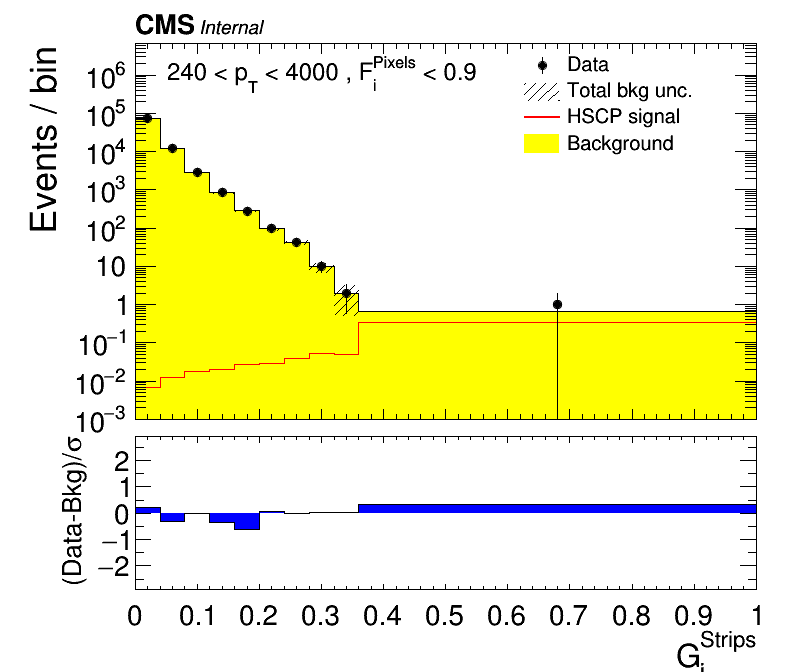 CMS Internal
240 < p_T < 4000 , F_i^Pixels < 0.9
Data
Total bkg unc.
HSCP signal
Background
Events / bin
10^6
10^5
10^4
10^3
10^2
10
1
10^−1
10^−2
10^−3
(Data-Bkg)/σ
2
1
0
−1
−2
0 0.1 0.2 0.3 0.4 0.5 0.6 0.7 0.8 0.9 1
G_i^Strips